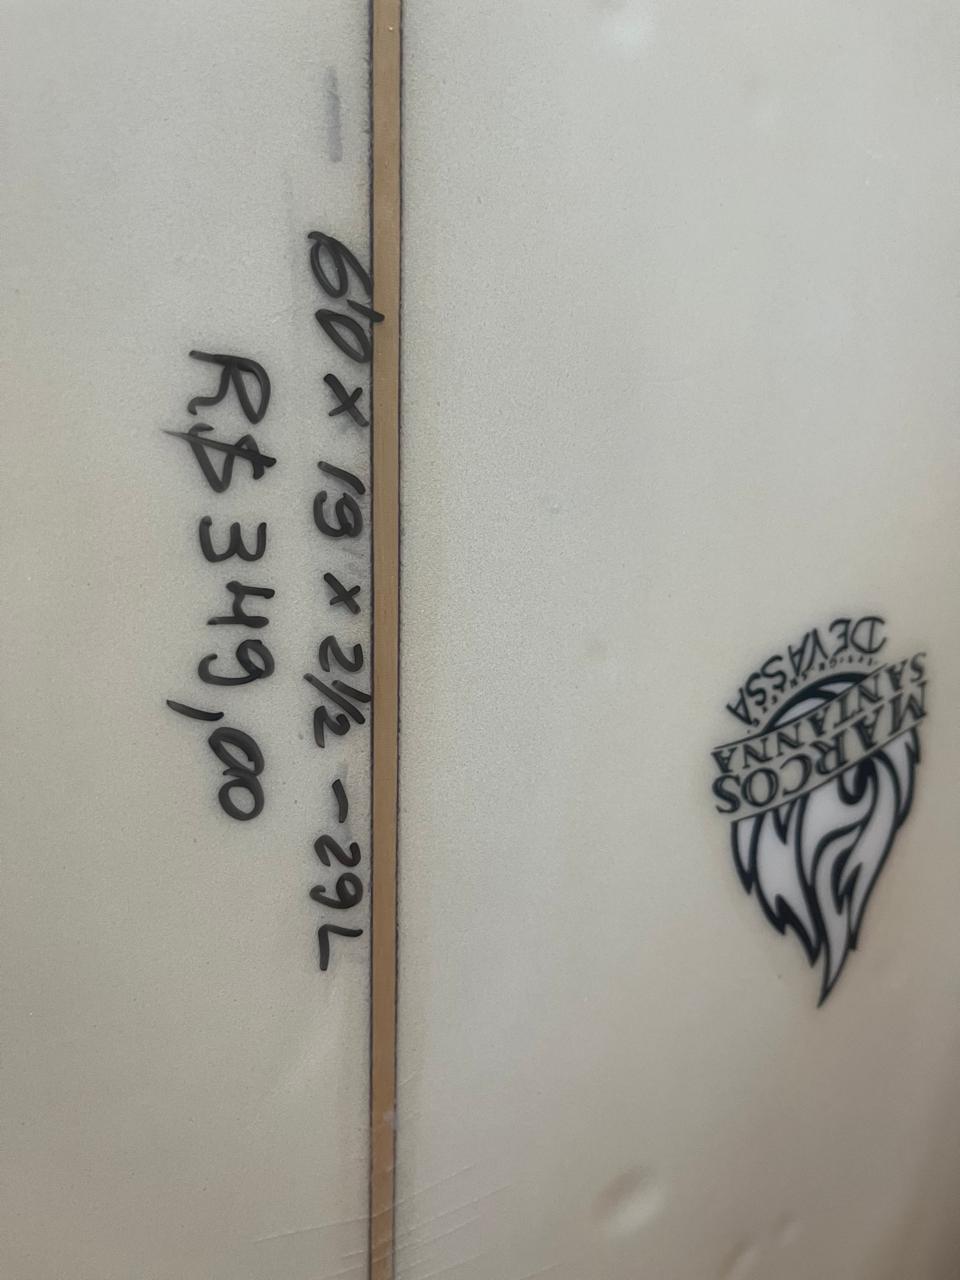 6'0 x 19 x 2 1/2 - 29L
R$ 349,00
DEVASSA
MARCOS
SANTANNA